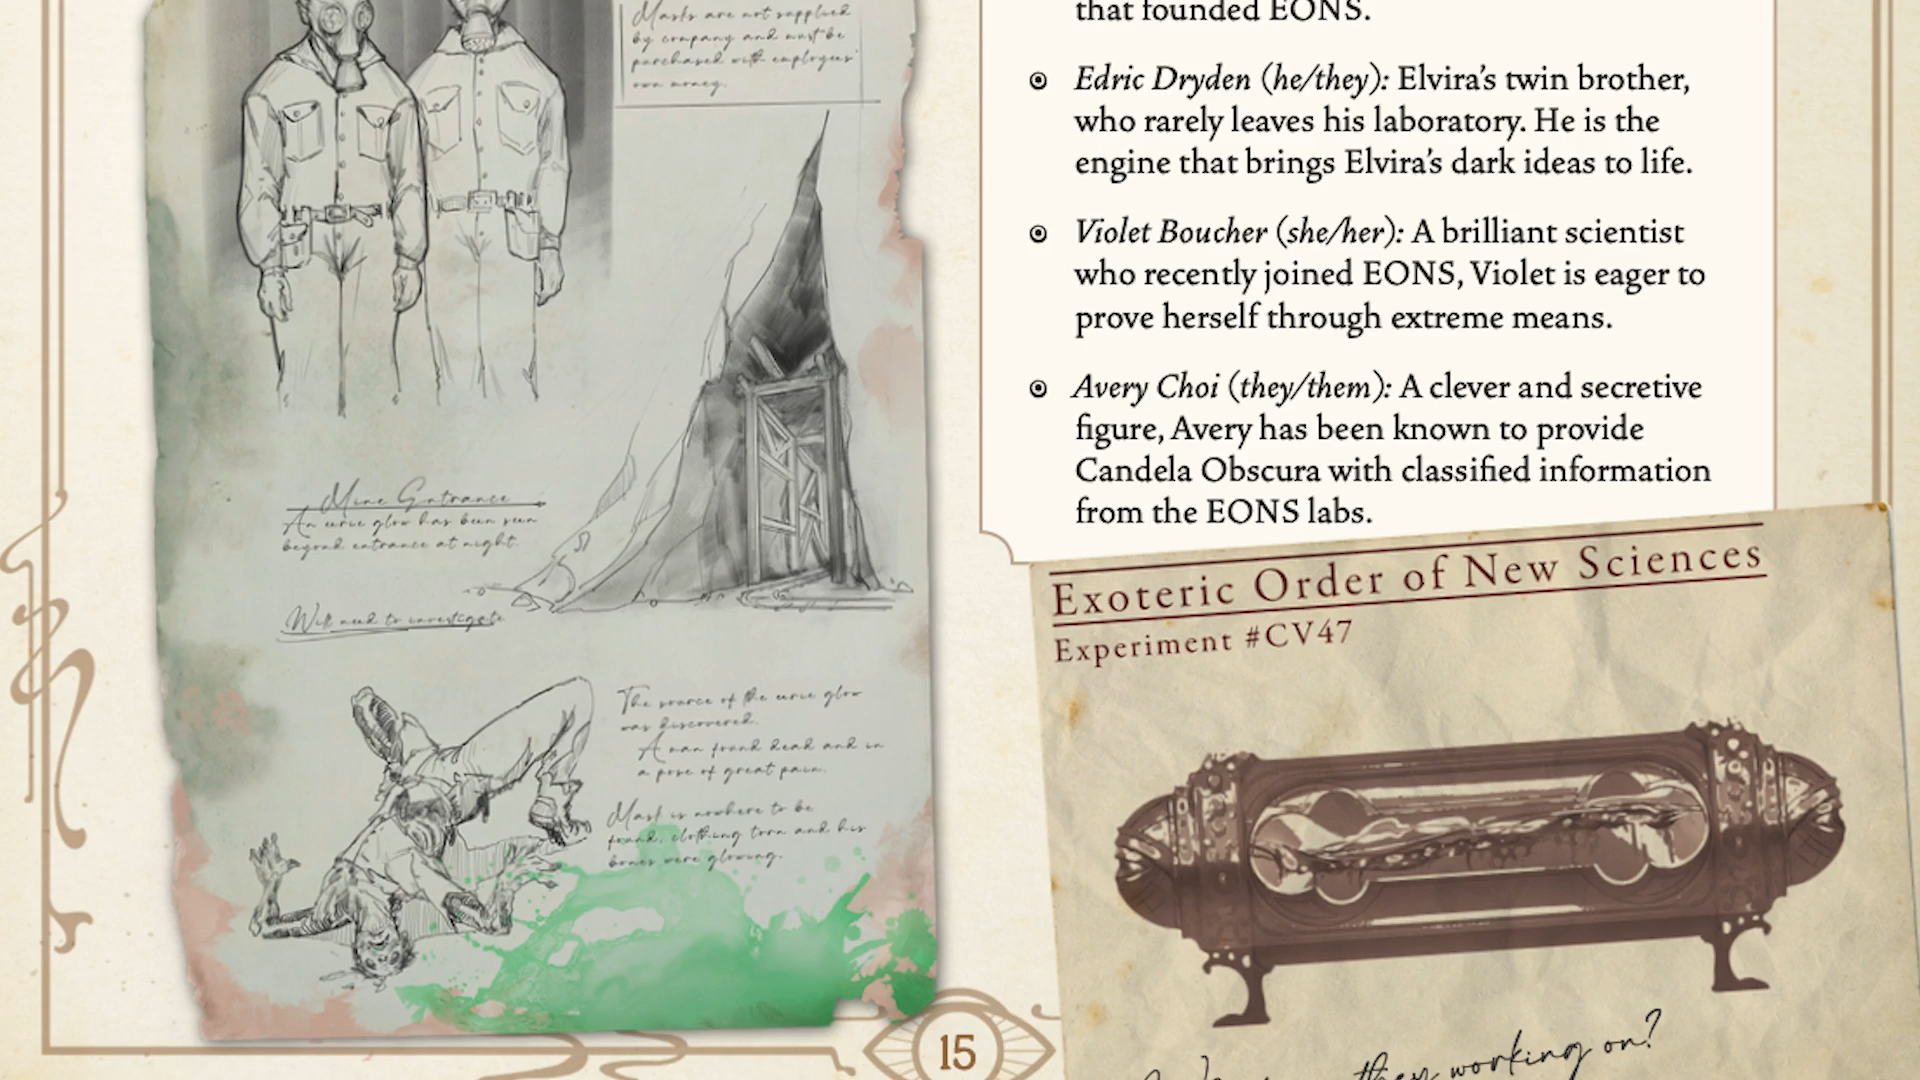 Masks are not supplied
by company and must be
purchased with employees'
own money.
Mine Entrance
An eerie glow has been seen
beyond entrance at night.
Will need to investigate
The source of the eerie glow
was discovered.
A man found dead and in
a pose of great pain.
Mask is nowhere to be
found, clothing torn and his
bones were glowing.
that founded EONS.
Edric Dryden (he/they): Elvira's twin brother,
who rarely leaves his laboratory. He is the
engine that brings Elvira's dark ideas to life.
Violet Boucher (she/her): A brilliant scientist
who recently joined EONS, Violet is eager to
prove herself through extreme means.
Avery Choi (they/them): A clever and secretive
figure, Avery has been known to provide
Candela Obscura with classified information
from the EONS labs.
Exoteric Order of New Sciences
Experiment #CV47
they working on?
15